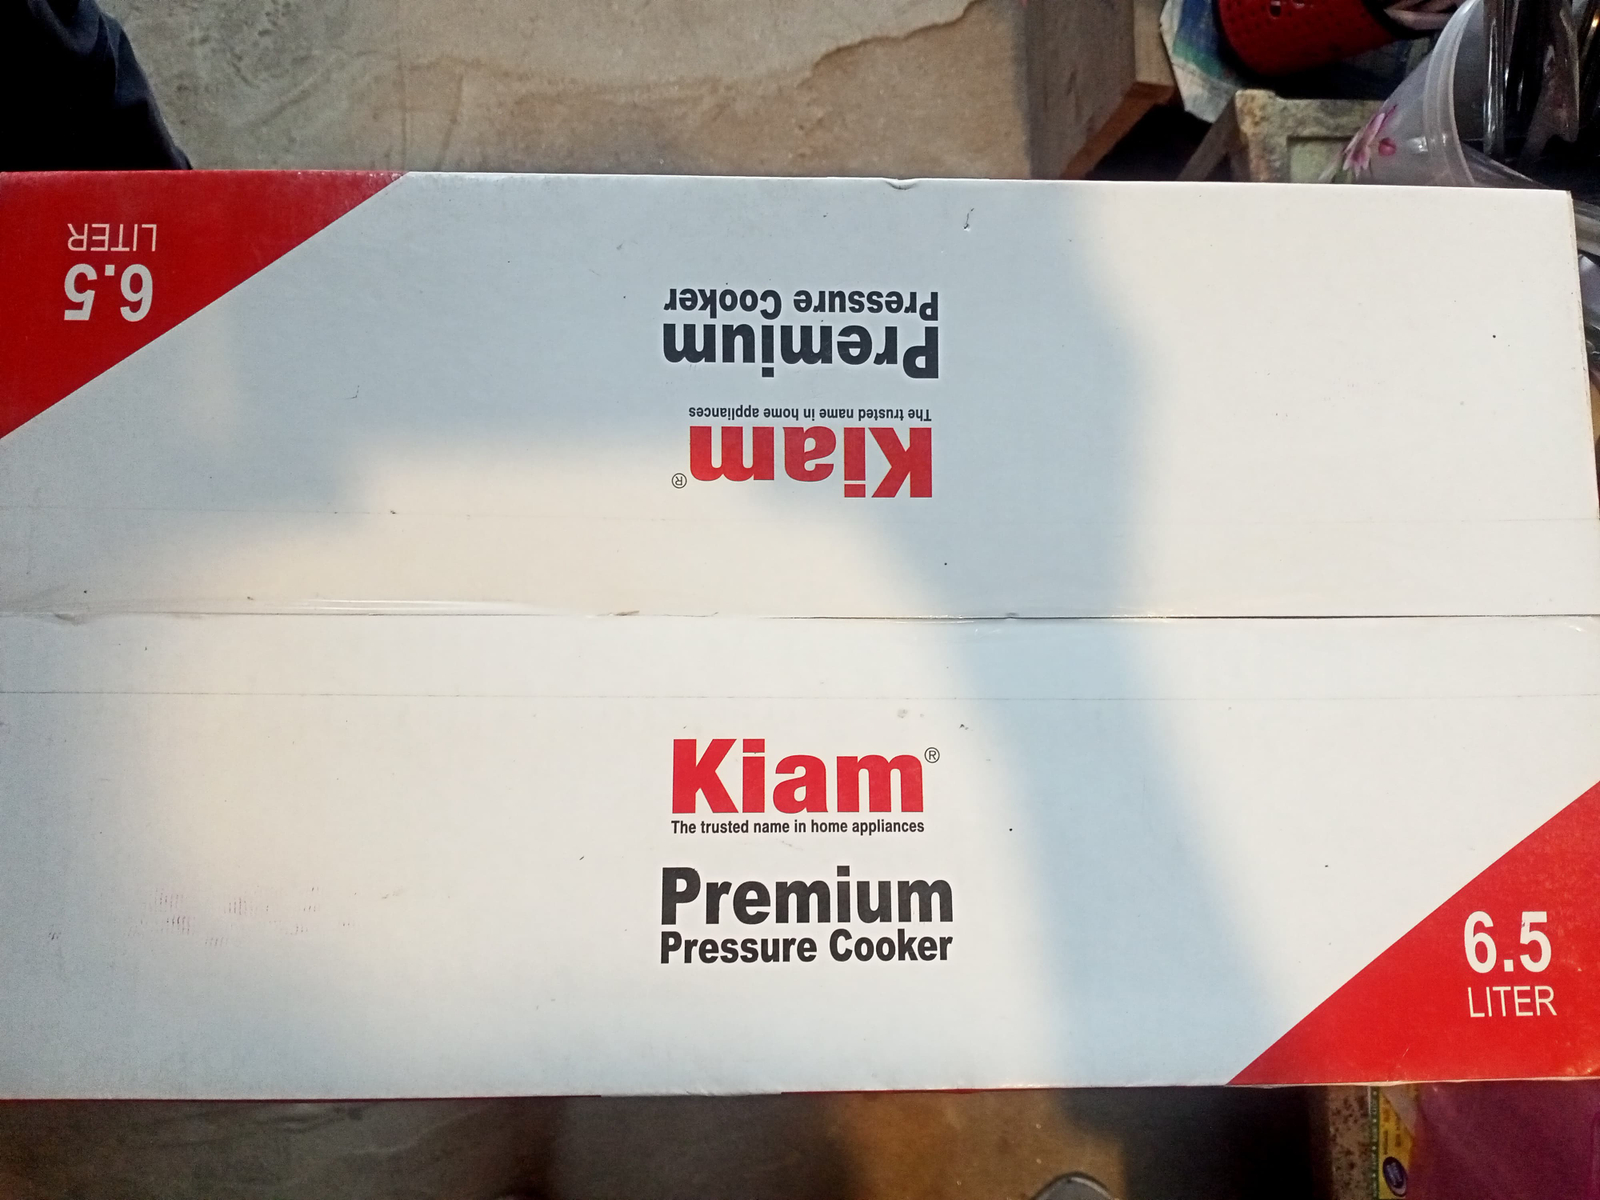 6.5
LITER
Kiam®
The trusted name in home appliances
Premium
Pressure Cooker
Kiam®
The trusted name in home appliances
Premium
Pressure Cooker
6.5
LITER